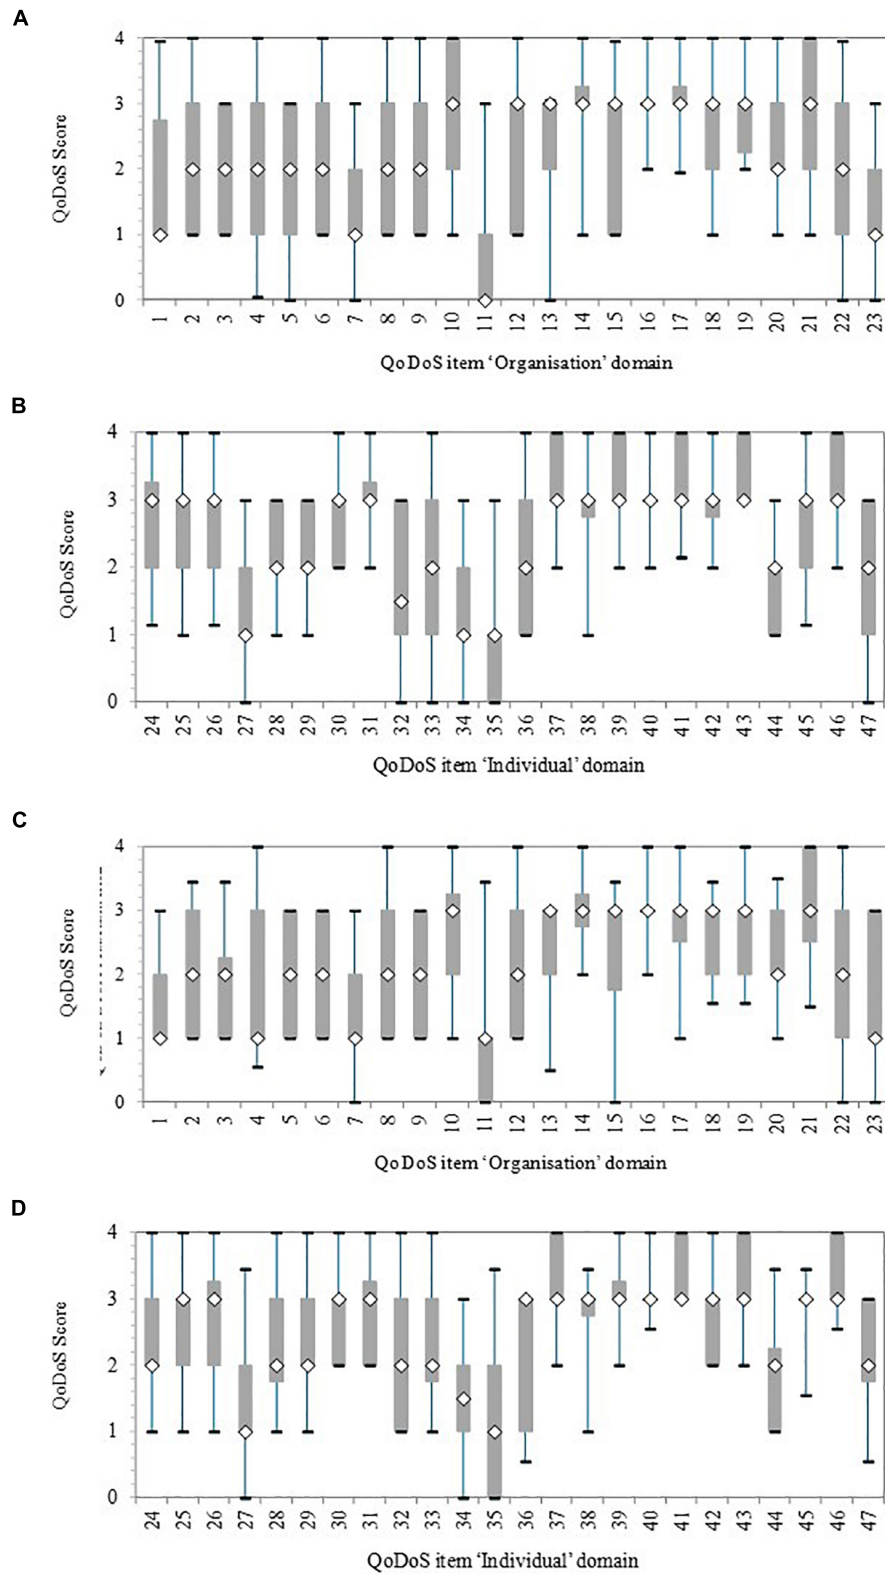 A
4
3
2
1
0
QoDoS Score
1 2 3 4 5 6 7 8 9 10 11 12 13 14 15 16 17 18 19 20 21 22 23
QoDoS item ‘Organisation’ domain
B
4
3
2
1
0
QoDoS Score
24 25 26 27 28 29 30 31 32 33 34 35 36 37 38 39 40 41 42 43 44 45 46 47
QoDoS item ‘Individual’ domain
C
4
3
2
1
0
QoDoS Score
1 2 3 4 5 6 7 8 9 10 11 12 13 14 15 16 17 18 19 20 21 22 23
QoDoS item ‘Organisation’ domain
D
4
3
2
1
0
QoDoS Score
24 25 26 27 28 29 30 31 32 33 34 35 36 37 38 39 40 41 42 43 44 45 46 47
QoDoS item ‘Individual’ domain